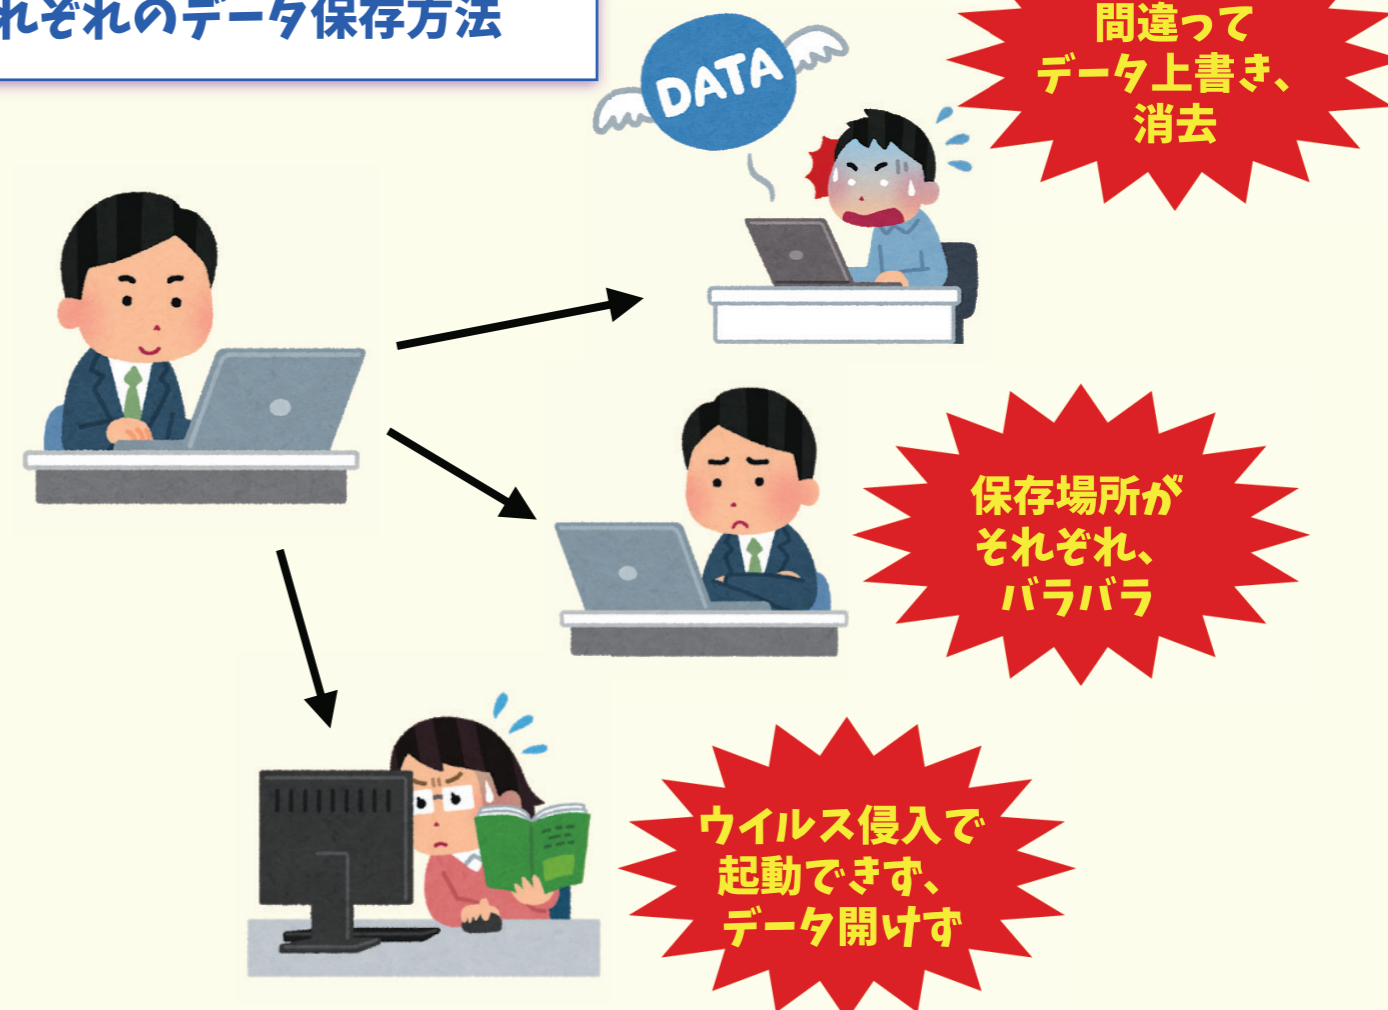 れぞれのデータ保存方法
DATA
間違って
データ上書き、
消去
保存場所が
それぞれ、
バラバラ
ウイルス侵入で
起動できず、
データ開けず